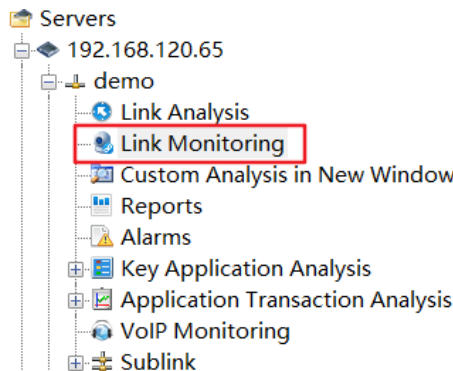 Servers
192.168.120.65
demo
Link Analysis
Link Monitoring
Custom Analysis in New Window
Reports
Alarms
Key Application Analysis
Application Transaction Analysis
VoIP Monitoring
Sublink